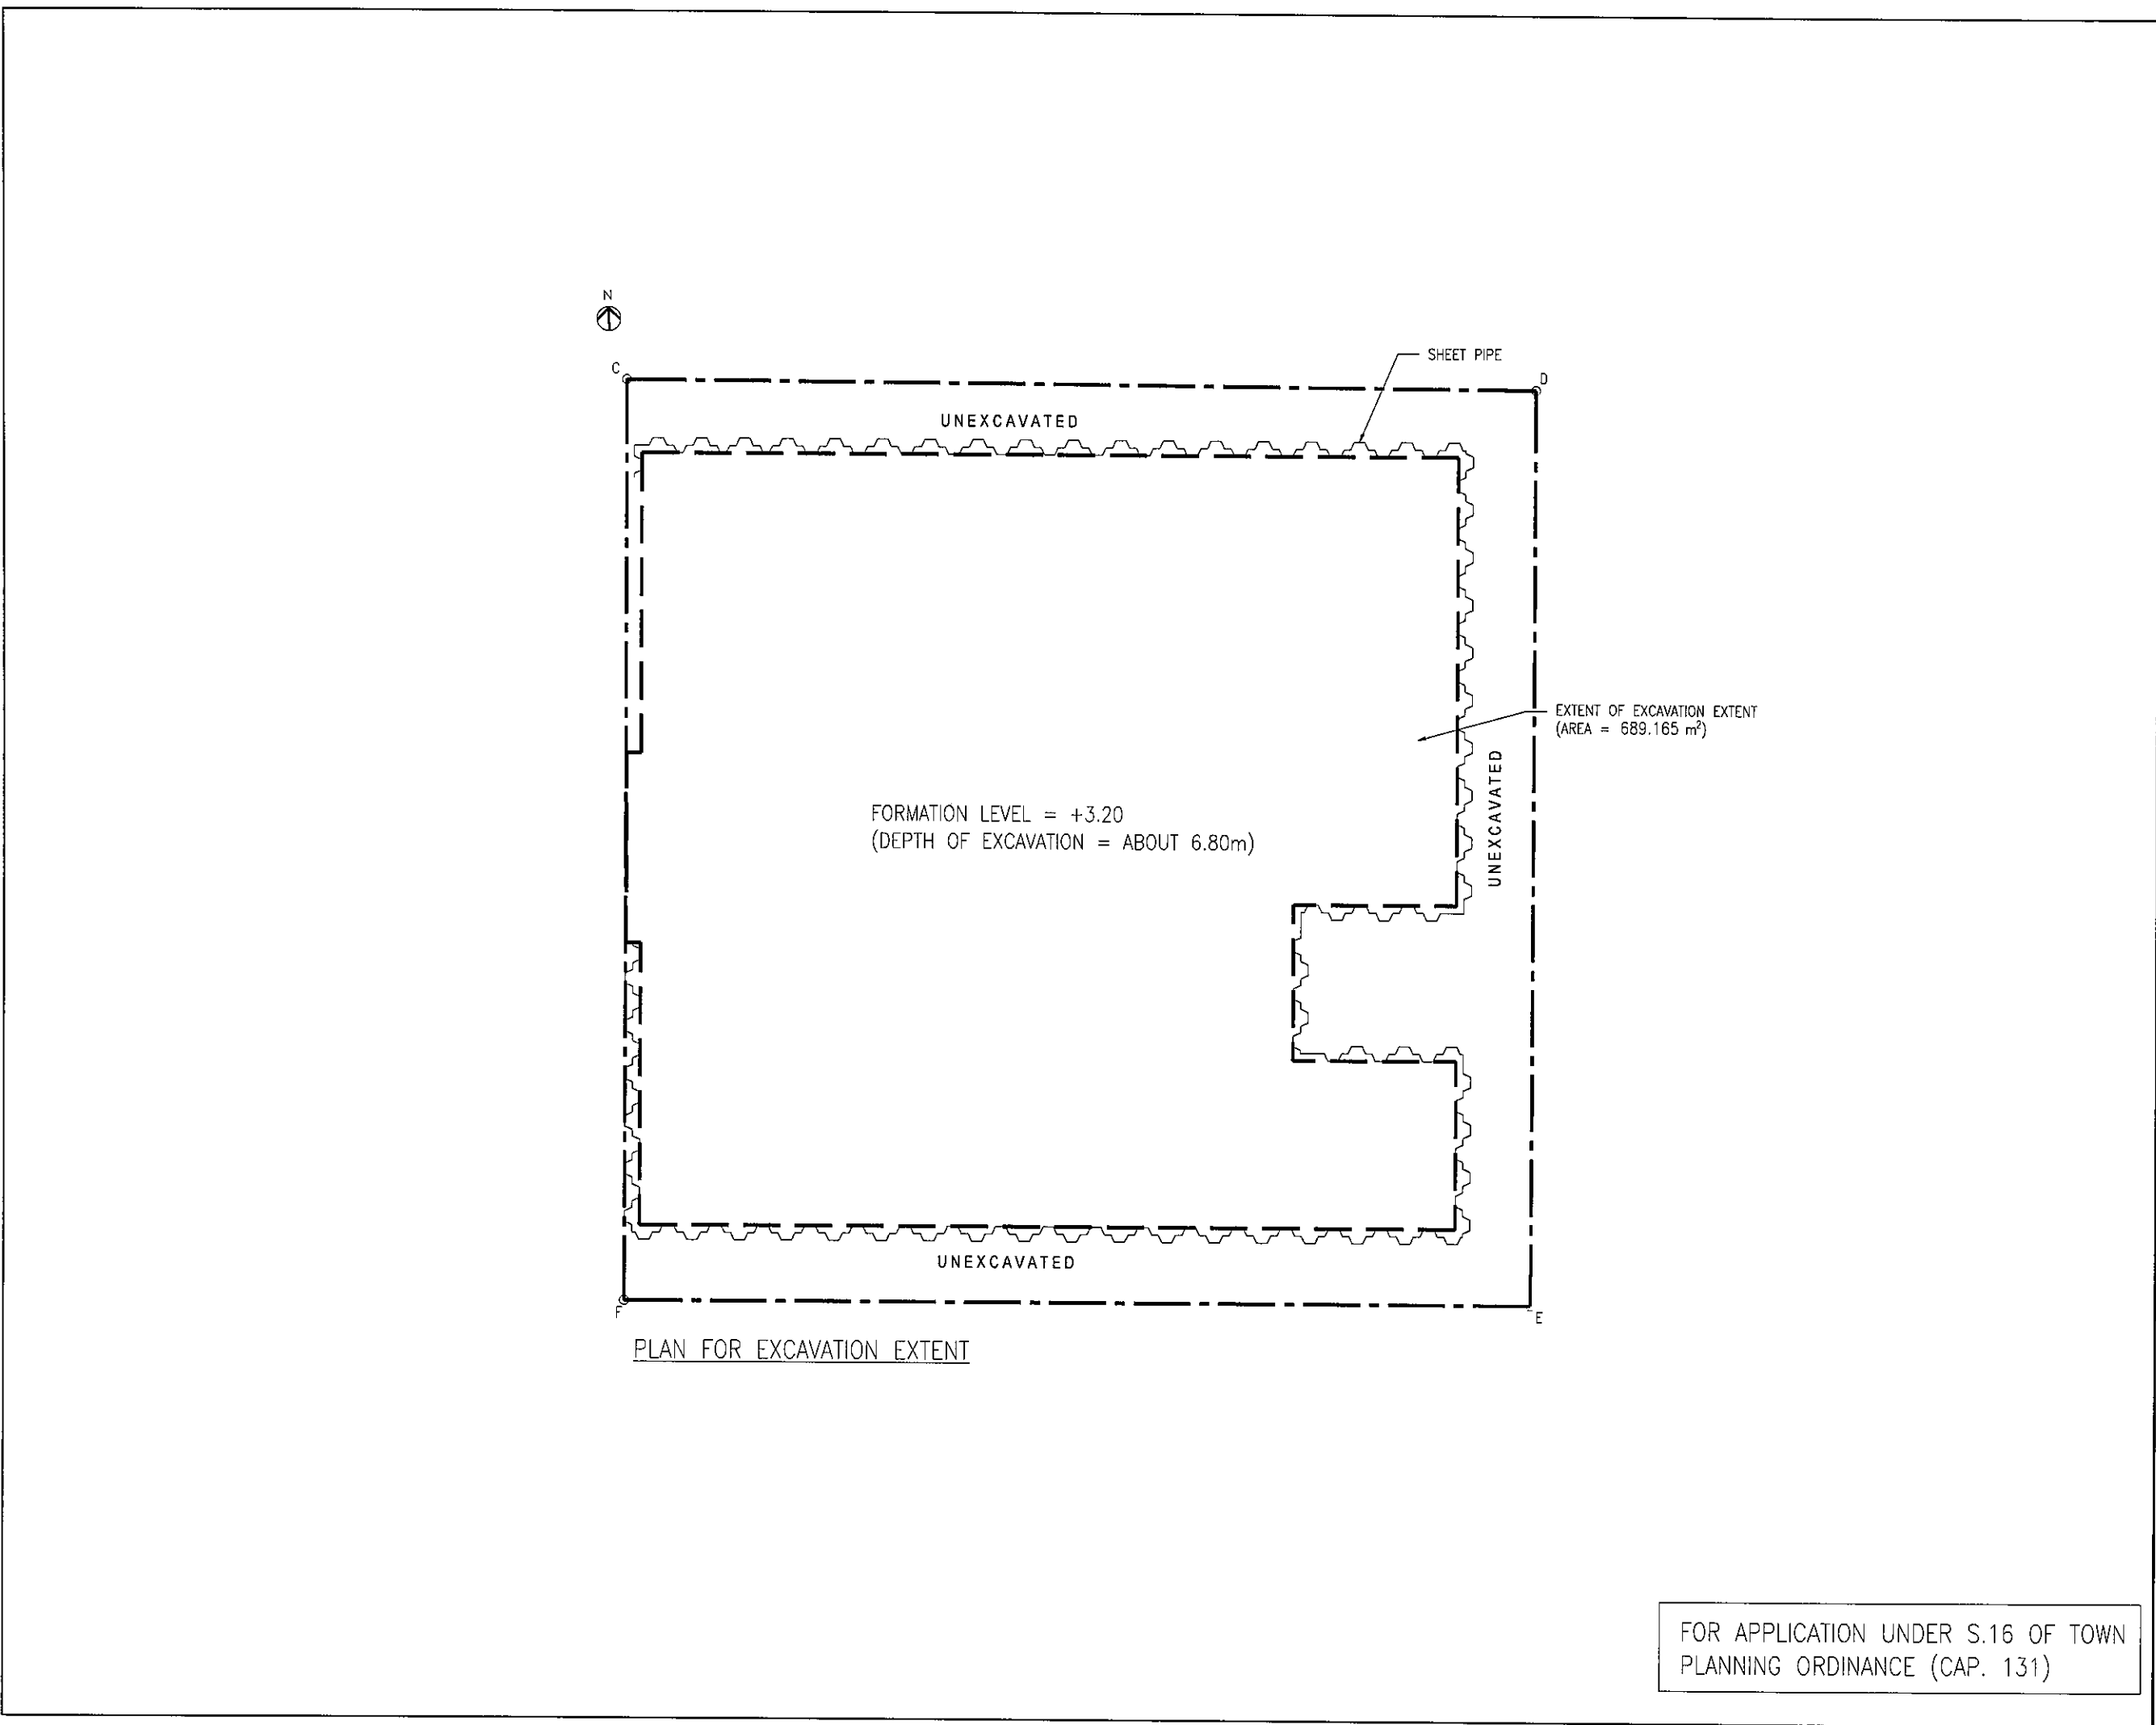 N
C
SHEET PIPE
D
UNEXCAVATED
EXTENT OF EXCAVATION EXTENT
(AREA = 689.165 m²)
UNEXCAVATED
FORMATION LEVEL = +3.20
(DEPTH OF EXCAVATION = ABOUT 6.80m)
UNEXCAVATED
F
E
PLAN FOR EXCAVATION EXTENT
FOR APPLICATION UNDER S.16 OF TOWN
PLANNING ORDINANCE (CAP. 131)